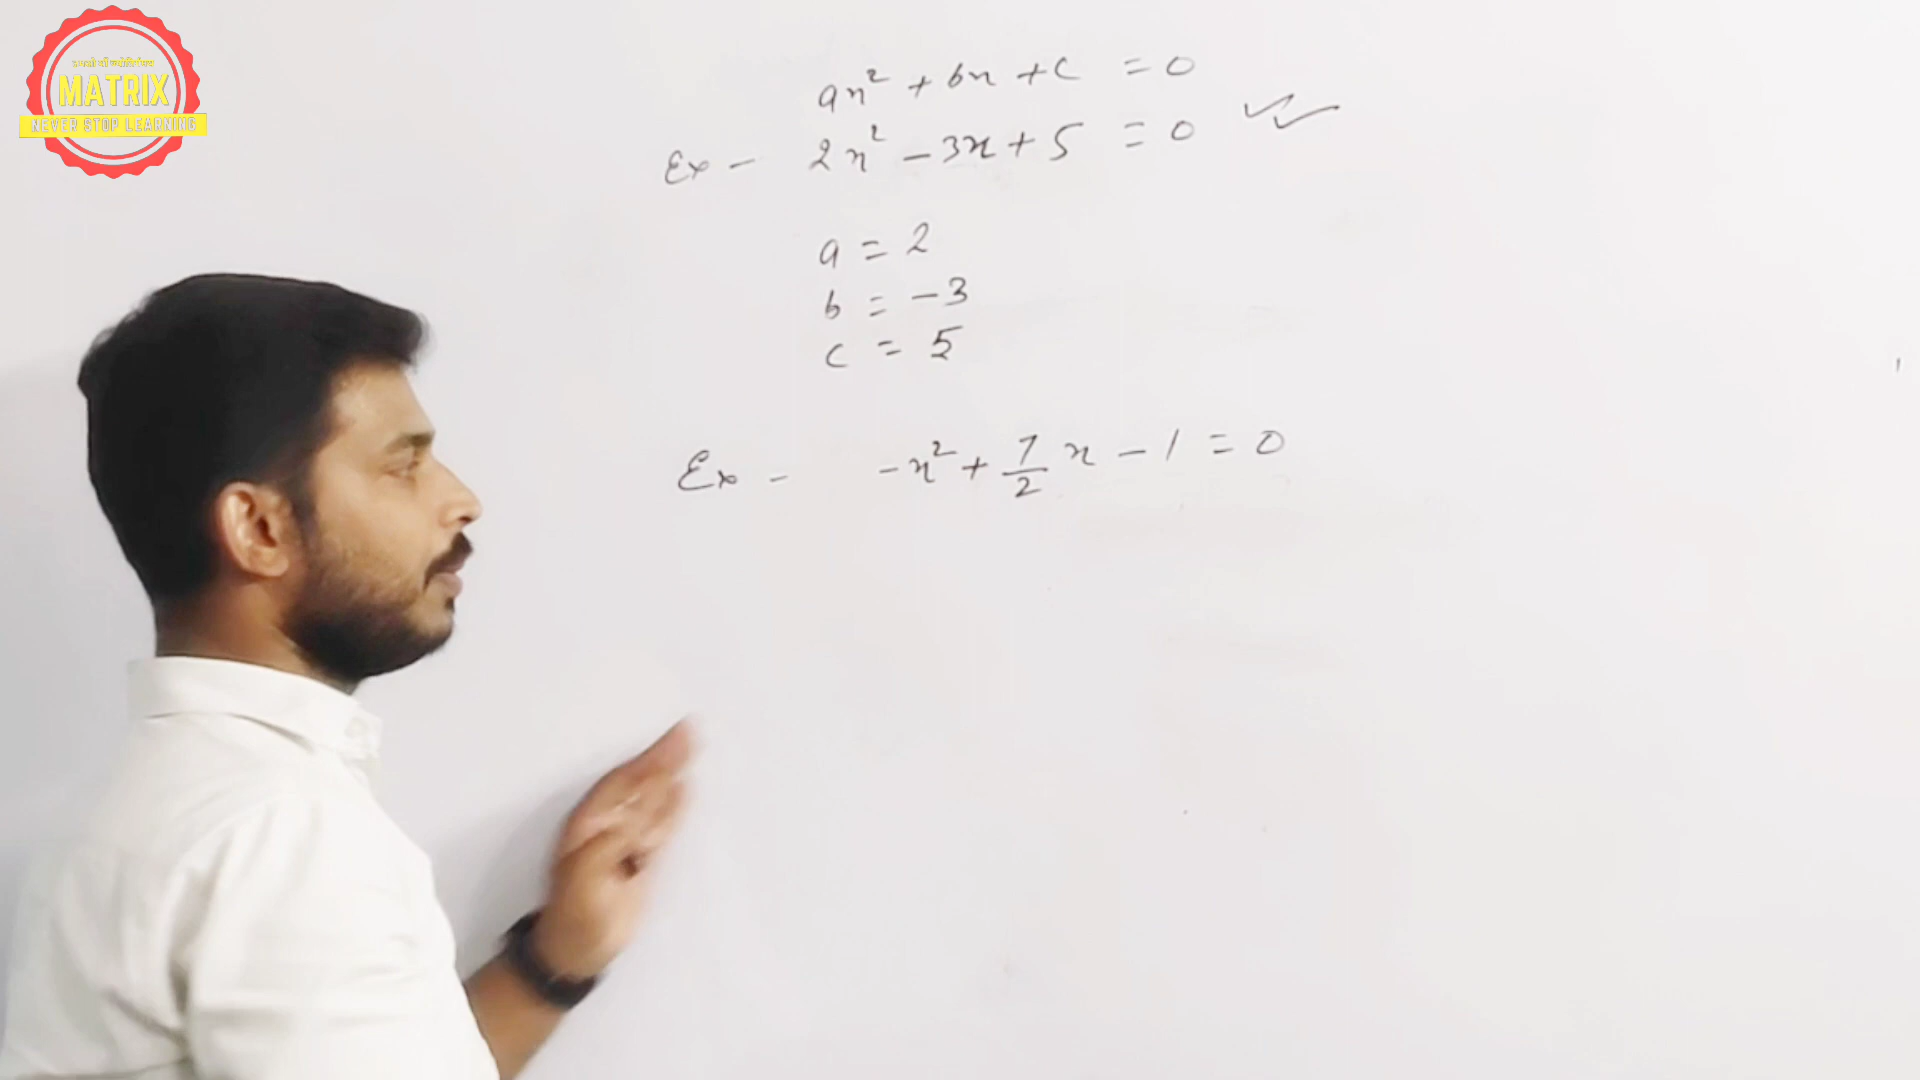 MATRIX
NEVER STOP LEARNING
ax² + bx + c = 0
Ex - 2x² - 3x + 5 = 0
a = 2
b = -3
c = 5
Ex - -x² + 7/2 x - 1 = 0